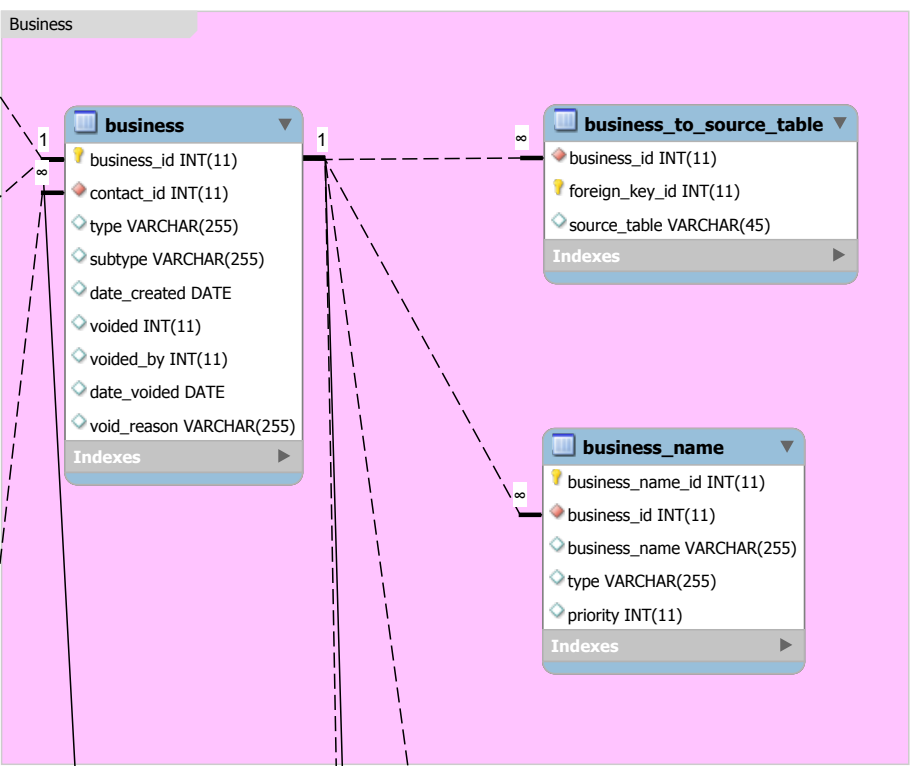 Business
business
business_id INT(11)
contact_id INT(11)
type VARCHAR(255)
subtype VARCHAR(255)
date_created DATE
voided INT(11)
voided_by INT(11)
date_voided DATE
void_reason VARCHAR(255)
Indexes
1
∞
1
∞
business_to_source_table
business_id INT(11)
foreign_key_id INT(11)
source_table VARCHAR(45)
Indexes
∞
business_name
business_name_id INT(11)
business_id INT(11)
business_name VARCHAR(255)
type VARCHAR(255)
priority INT(11)
Indexes